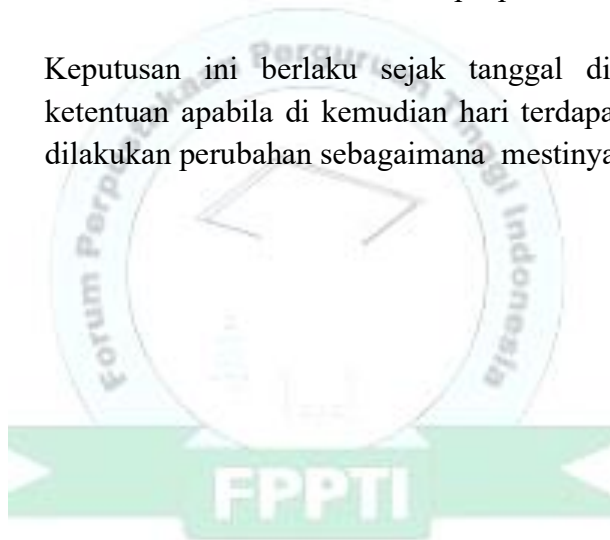 Keputusan ini berlaku sejak tanggal di
ketentuan apabila di kemudian hari terdapa
dilakukan perubahan sebagaimana mestinya
Forum Perpustakaan Perguruan Tinggi Indonesia
FPPTI